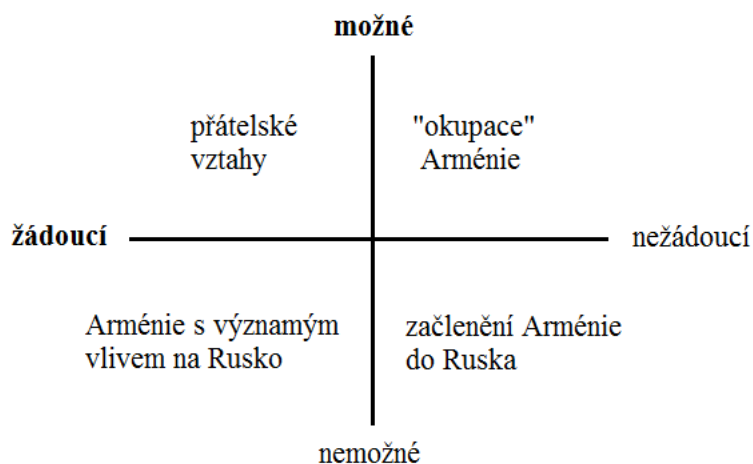 možné
přátelské
vztahy
"okupace"
Arménie
žádoucí
nežádoucí
Arménie s významým
vlivem na Rusko
začlenění Arménie
do Ruska
nemožné